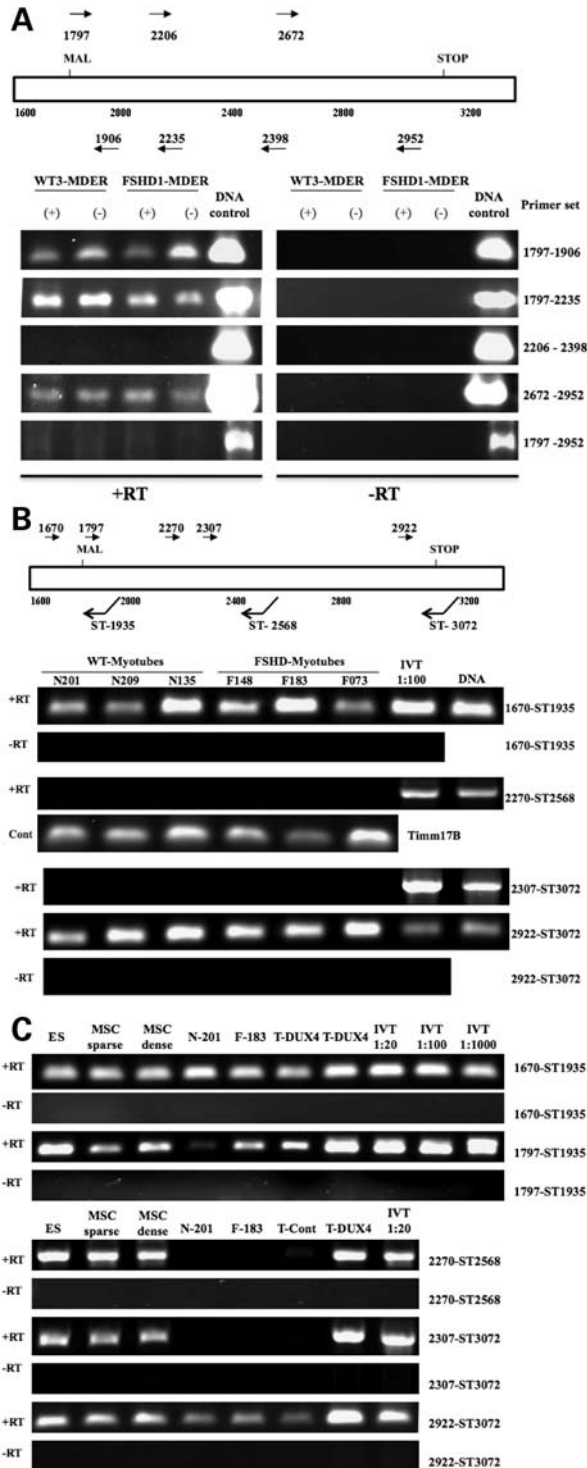 A
1797 2206 2672
MAL STOP
1600 2000 2400 2800 3200
1906 2235 2398 2952
WT3-MDER FSHD1-MDER DNA control WT3-MDER FSHD1-MDER DNA control Primer set
(+) (-) (+) (-) (+) (-) (+) (-)
1797-1906
1797-2235
2206 - 2398
2672 -2952
1797 -2952
+RT -RT
B
1670 1797 2270 2307 2922
MAL STOP
1600 2000 2400 2800 3200
ST-1935 ST- 2568 ST- 3072
WT-Myotubes FSHD-Myotubes IVT
N201 N209 N135 F148 F183 F073 1:100 DNA
+RT 1670-ST1935
-RT 1670-ST1935
+RT 2270-ST2568
Cont Timm17B
+RT 2307-ST3072
+RT 2922-ST3072
-RT 2922-ST3072
C
ES MSC sparse MSC dense N-201 F-183 T-DUX4 T-DUX4 IVT 1:20 IVT 1:100 IVT 1:1000
+RT 1670-ST1935
-RT 1670-ST1935
+RT 1797-ST1935
-RT 1797-ST1935
ES MSC sparse MSC dense N-201 F-183 T-Cont T-DUX4 IVT 1:20
+RT 2270-ST2568
-RT 2270-ST2568
+RT 2307-ST3072
-RT 2307-ST3072
+RT 2922-ST3072
-RT 2922-ST3072